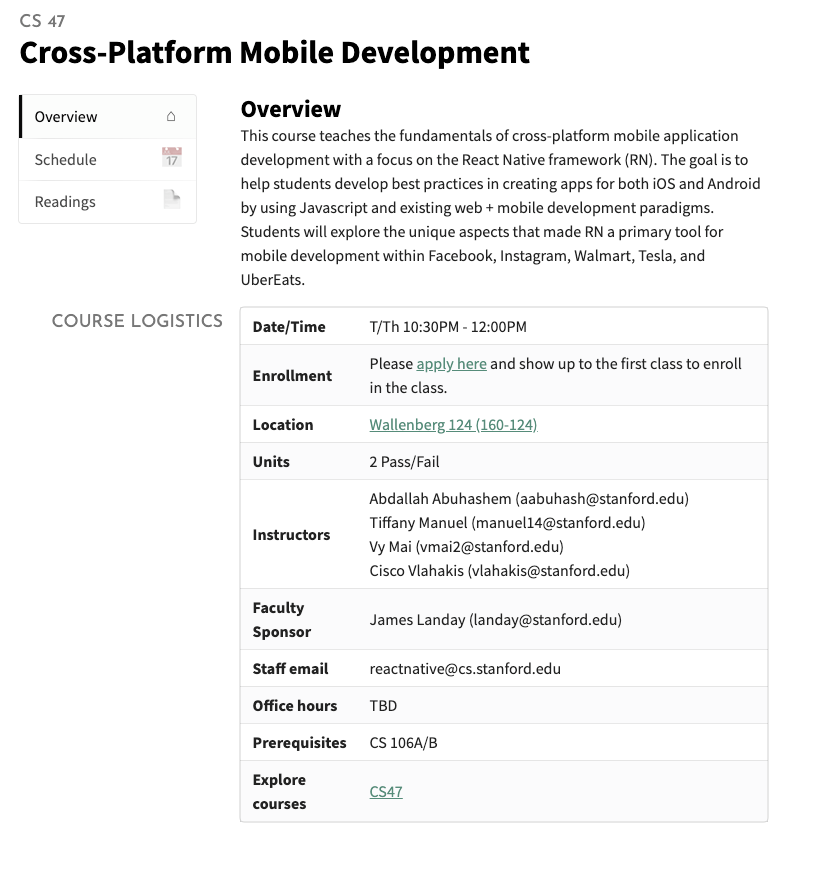 CS 47
Cross-Platform Mobile Development
Overview
Schedule
17
Readings
Overview
This course teaches the fundamentals of cross-platform mobile application
development with a focus on the React Native framework (RN). The goal is to
help students develop best practices in creating apps for both iOS and Android
by using Javascript and existing web + mobile development paradigms.
Students will explore the unique aspects that made RN a primary tool for
mobile development within Facebook, Instagram, Walmart, Tesla, and
UberEats.
COURSE LOGISTICS
Date/Time T/Th 10:30PM - 12:00PM
Enrollment Please apply here and show up to the first class to enroll
in the class.
Location Wallenberg 124 (160-124)
Units 2 Pass/Fail
Instructors
Abdallah Abuhashem (aabuhash@stanford.edu)
Tiffany Manuel (manuel14@stanford.edu)
Vy Mai (vmai2@stanford.edu)
Cisco Vlahakis (vlahakis@stanford.edu)
Faculty
Sponsor
James Landay (landay@stanford.edu)
Staff email reactnative@cs.stanford.edu
Office hours TBD
Prerequisites CS 106A/B
Explore
courses
CS47